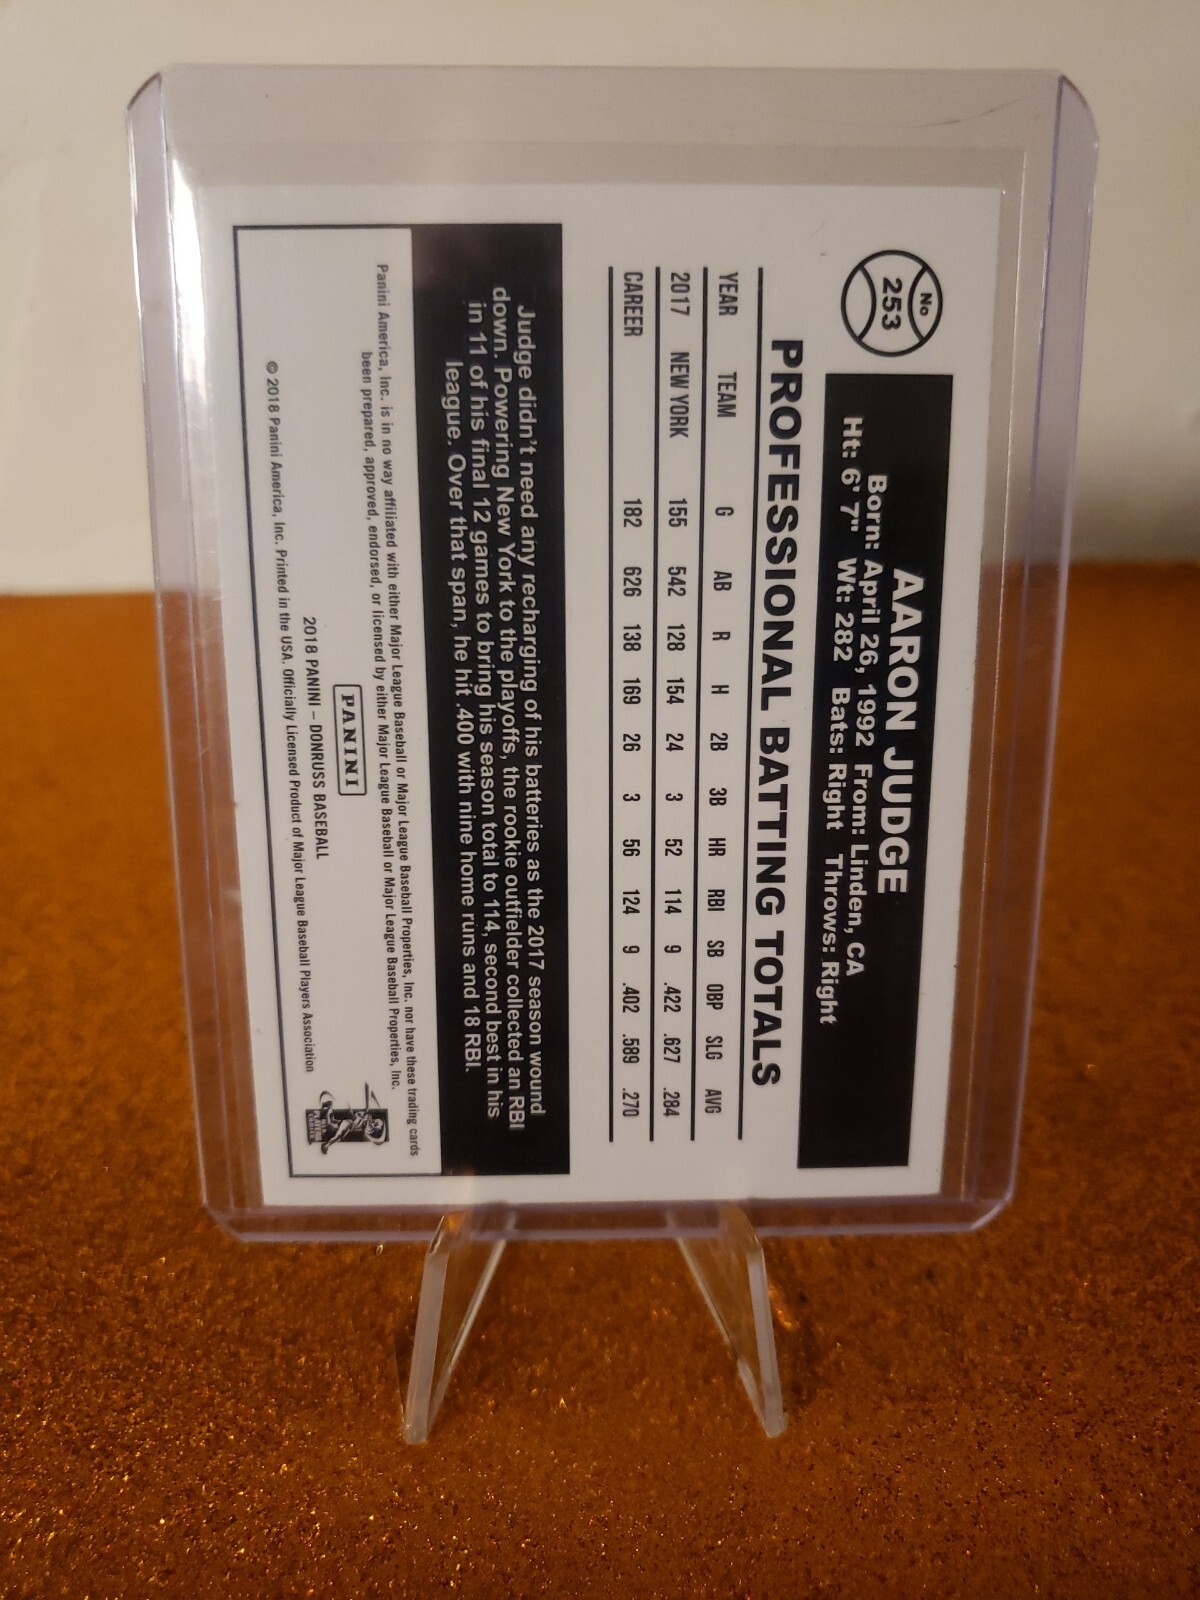 No
253
AARON JUDGE
Born: April 26, 1992 From: Linden, CA
Ht: 6' 7" Wt: 282 Bats: Right Throws: Right
PROFESSIONAL BATTING TOTALS
YEAR TEAM G AB R H 2B 3B HR RBI SB OBP SLG AVG
2017 NEW YORK 155 542 128 154 24 3 52 114 9 .422 .627 .284
CAREER 182 626 138 169 26 3 56 124 9 .402 .589 .270
Judge didn't need any recharging of his batteries as the 2017 season wound
down. Powering New York to the playoffs, the rookie outfielder collected an RBI
in 11 of his final 12 games to bring his season total to 114, second best in his
league. Over that span, he hit .400 with nine home runs and 18 RBI.
Panini America, Inc. is in no way affiliated with either Major League Baseball or Major League Baseball Properties, Inc. nor have these trading cards
been prepared, approved, endorsed, or licensed by either Major League Baseball or Major League Baseball Properties, Inc.
PANINI
2018 PANINI – DONRUSS BASEBALL
© 2018 Panini America, Inc. Printed in the USA. Officially Licensed Product of Major League Baseball Players Association